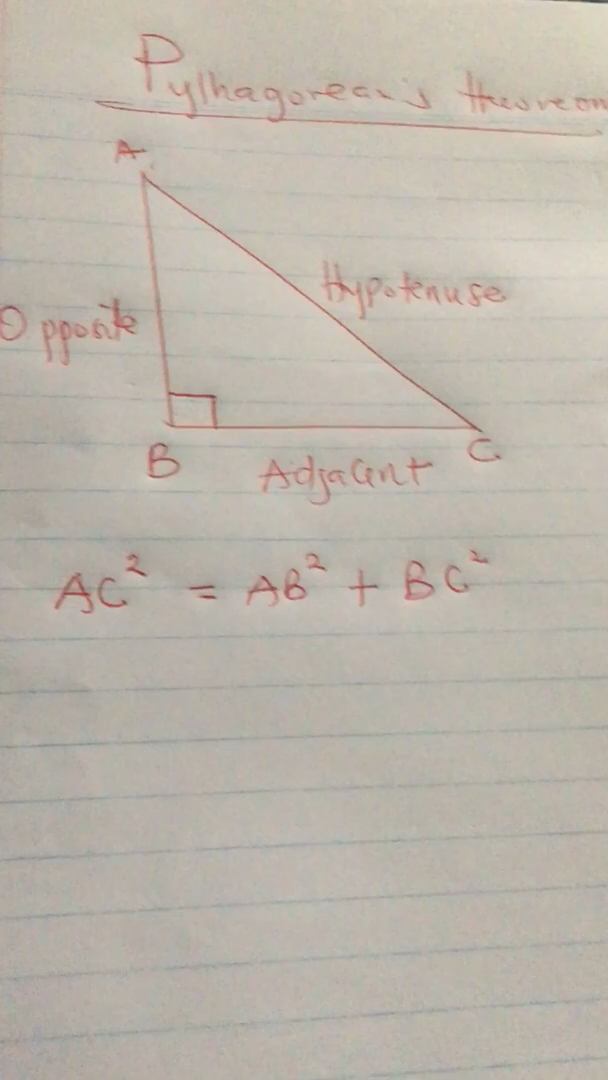 Pythagorean's theorem
A
Hypotenuse
Opposite
B
C
Adjacent
AC² = AB² + BC²